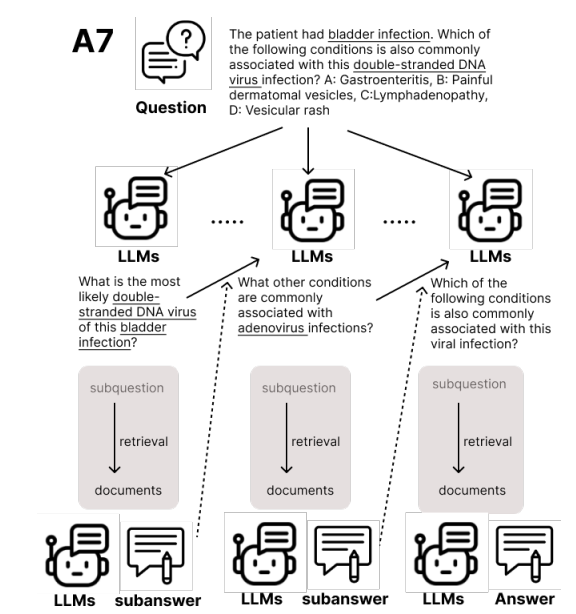 A7
Question
The patient had bladder infection. Which of
the following conditions is also commonly
associated with this double-stranded DNA
virus infection? A: Gastroenteritis, B: Painful
dermatomal vesicles, C:Lymphadenopathy,
D: Vesicular rash
LLMs
.....
LLMs
.....
LLMs
What is the most
likely double-
stranded DNA virus
of this bladder
infection?
What other conditions
are commonly
associated with
adenovirus infections?
Which of the
following conditions
is also commonly
associated with this
viral infection?
subquestion
retrieval
documents
subquestion
retrieval
documents
subquestion
retrieval
documents
LLMs
subanswer
LLMs
subanswer
LLMs
Answer